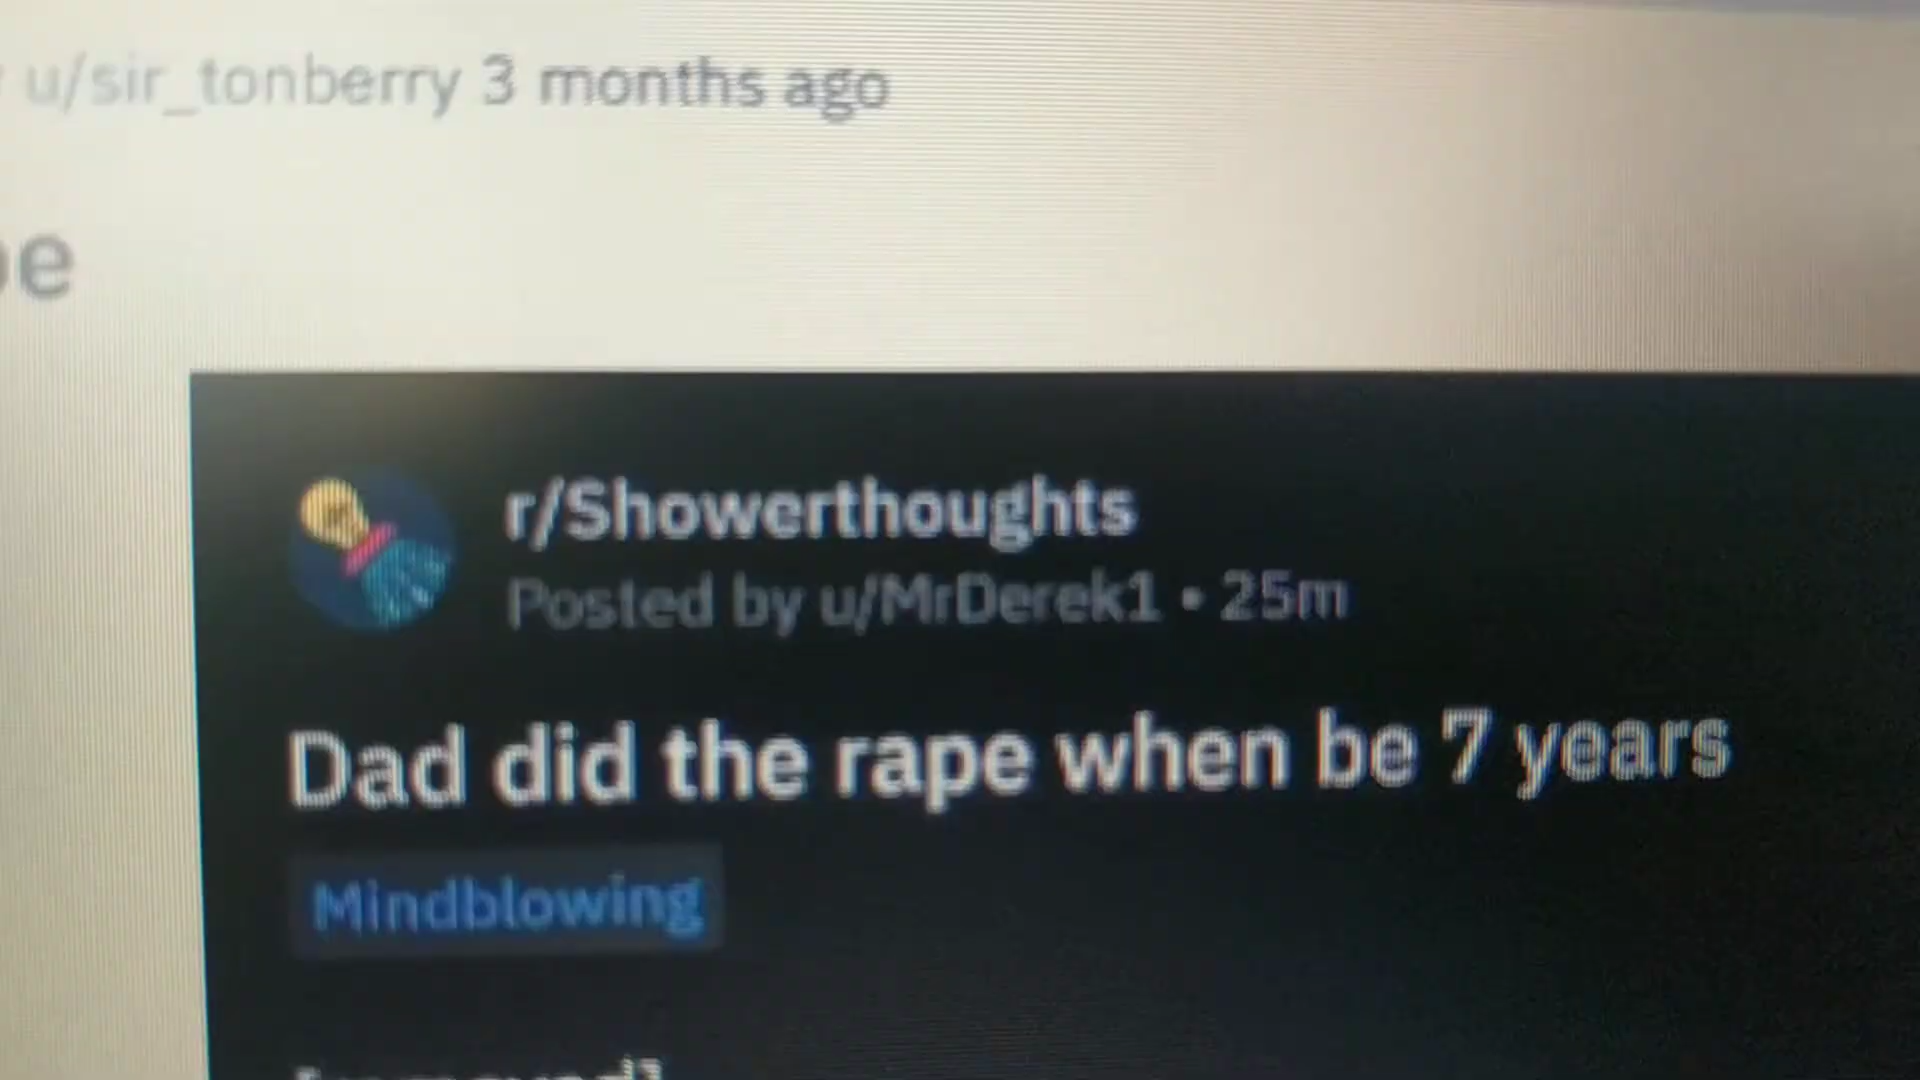 u/sir_tonberry 3 months ago
r/Showerthoughts
Posted by u/MrDerek1 • 25m
Dad did the rape when be 7 years
Mindblowing